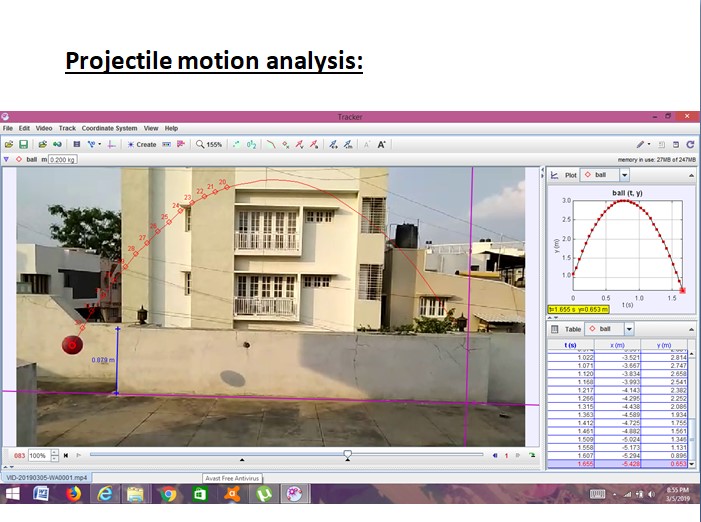 Projectile motion analysis:
Tracker
File Edit Video Track Coordinate System View Help
Create 155%
ball m 0.200 kg memory in use: 27MB of 247MB
Plot ball
ball (t, y)
3.0
2.5
2.0
1.5
1.0
y (m)
0 0.5 1.0 1.5
t (s)
t=1.655 s y=0.653 m
20
21
22
23
24
27
28
0.879 m
Table ball
t (s) x (m) y (m)
1.022 -3.521 2.814
1.071 -3.667 2.747
1.120 -3.834 2.658
1.168 -3.993 2.541
1.217 -4.143 2.382
1.266 -4.295 2.252
1.315 -4.438 2.086
1.363 -4.589 1.934
1.412 -4.725 1.755
1.461 -4.882 1.561
1.509 -5.024 1.346
1.558 -5.173 1.131
1.607 -5.294 0.896
1.655 -5.428 0.653
083 100% 1
VID-20190305-WA0001.mp4
Avast Free Antivirus
6:55 PM
3/5/2019